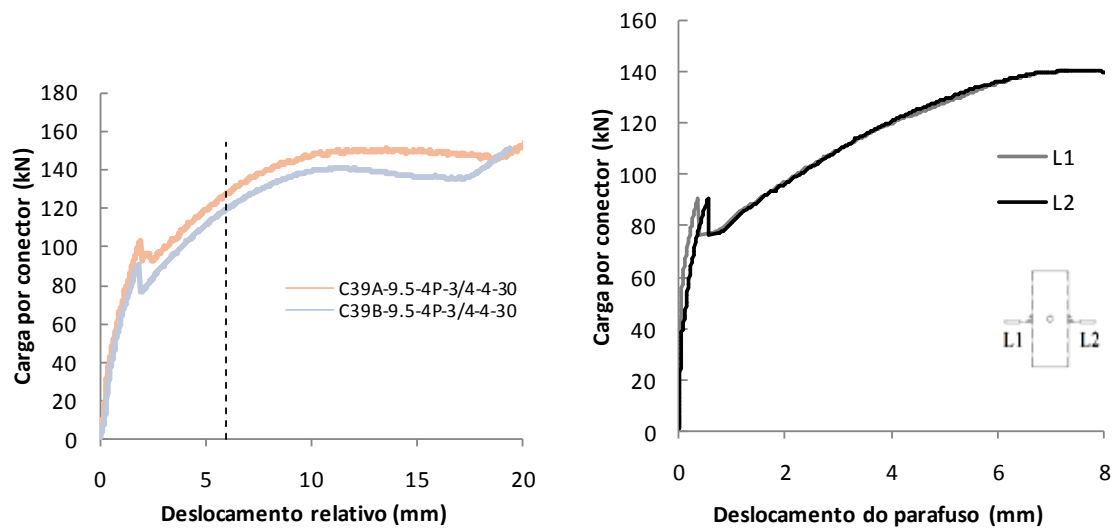 180
160
140
120
100
80
60
40
20
0
Carga por conector (kN)
0 5 10 15 20
Deslocamento relativo (mm)
C39A-9.5-4P-3/4-4-30
C39B-9.5-4P-3/4-4-30
160
140
120
100
80
60
40
20
0
Carga por conector (kN)
0 2 4 6 8
Deslocamento do parafuso (mm)
L1
L2
L1 L2